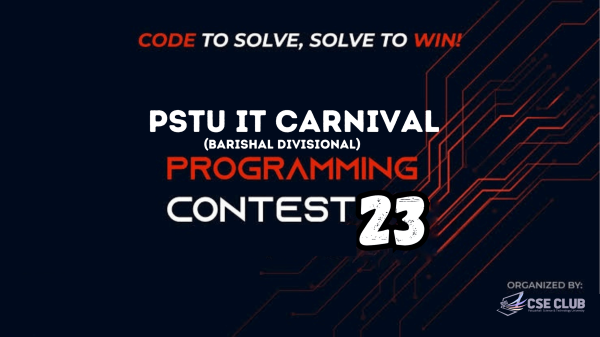 CODE TO SOLVE, SOLVE TO WIN!
PSTU IT CARNIVAL
(BARISHAL DIVISIONAL)
PROGRAMMING
CONTEST 23
ORGANIZED BY:
CSE CLUB